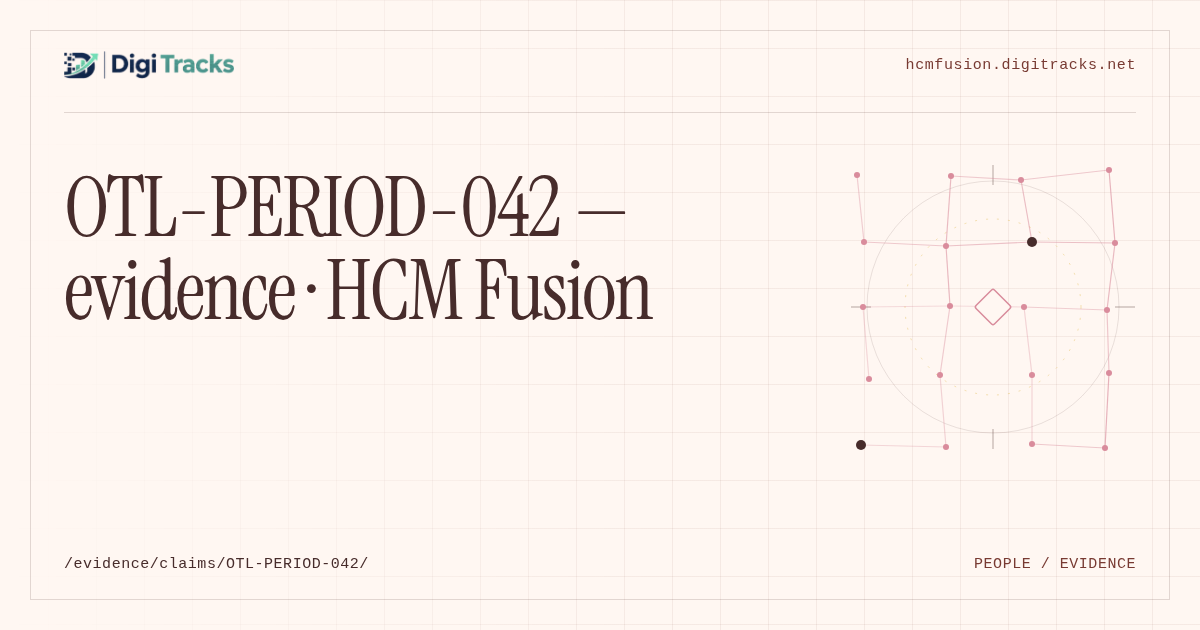 Digi Tracks
hcmfusion.digitracks.net
OTL-PERIOD-042 —
evidence · HCM Fusion
/evidence/claims/OTL-PERIOD-042/
PEOPLE / EVIDENCE